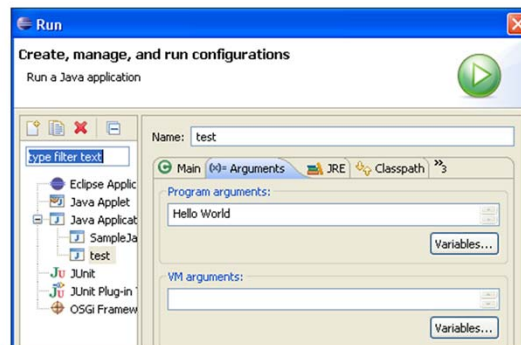 Run
Create, manage, and run configurations
Run a Java application
type filter text
Eclipse Applic
Java Applet
Java Applicat
SampleJa
test
JUnit
JUnit Plug-in T
OSGi Framew
Name: test
Main (x)= Arguments JRE Classpath »3
Program arguments:
Hello World
Variables...
VM arguments:
Variables...